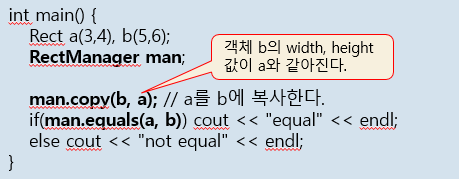 int main() {
Rect a(3,4), b(5,6);
RectManager man;
객체 b의 width, height
값이 a와 같아진다.
man.copy(b, a); // a를 b에 복사한다.
if(man.equals(a, b)) cout << "equal" << endl;
else cout << "not equal" << endl;
}